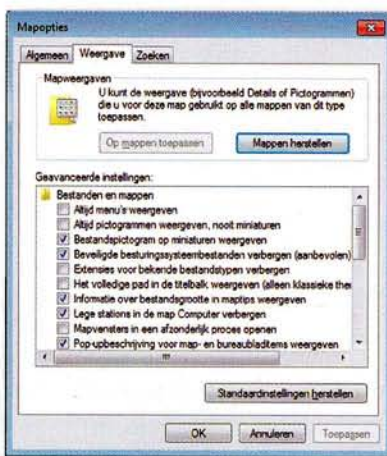 Mapopties
Algemeen Weergave Zoeken
Mapweergaven
U kunt de weergave (bijvoorbeeld Details of Pictogrammen)
die u voor deze map gebruikt op alle mappen van dit type
toepassen.
Op mappen toepassen Mappen herstellen
Geavanceerde instellingen:
Bestanden en mappen
Altijd menu's weergeven
Altijd pictogrammen weergeven, nooit miniaturen
Bestandspictogram op miniaturen weergeven
Beveiligde besturingssysteembestanden verbergen (aanbevolen)
Extensies voor bekende bestandstypen verbergen
Het volledige pad in de titelbalk weergeven (alleen klassieke the
Informatie over bestandsgrootte in maptips weergeven
Lege stations in de map Computer verbergen
Mapvensters in een afzonderlijk proces openen
Pop-upbeschrijving voor map- en bureaubladitems weergeven
Standaardinstellingen herstellen
OK Annuleren Toepassen